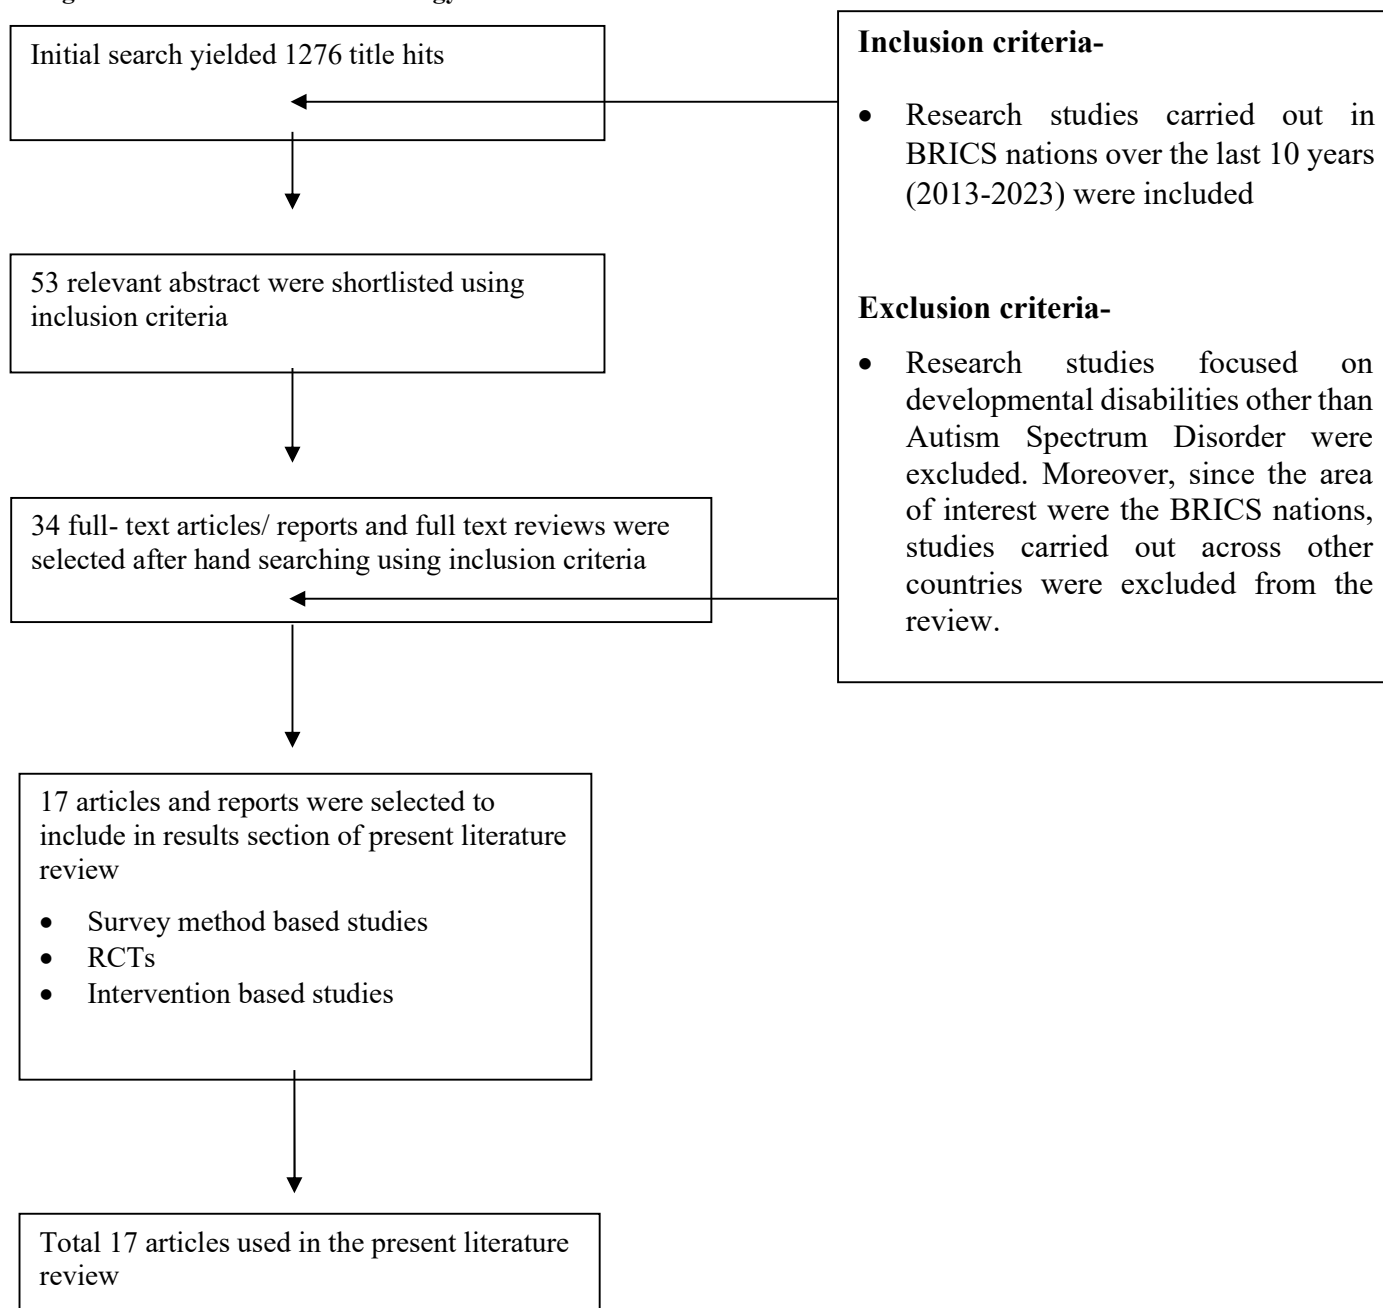 Initial search yielded 1276 title hits
53 relevant abstract were shortlisted using
inclusion criteria
34 full- text articles/ reports and full text reviews were
selected after hand searching using inclusion criteria
17 articles and reports were selected to
include in results section of present literature
review
• Survey method based studies
• RCTs
• Intervention based studies
Total 17 articles used in the present literature
review
Inclusion criteria-
• Research studies carried out in
BRICS nations over the last 10 years
(2013-2023) were included
Exclusion criteria-
• Research studies focused on
developmental disabilities other than
Autism Spectrum Disorder were
excluded. Moreover, since the area
of interest were the BRICS nations,
studies carried out across other
countries were excluded from the
review.